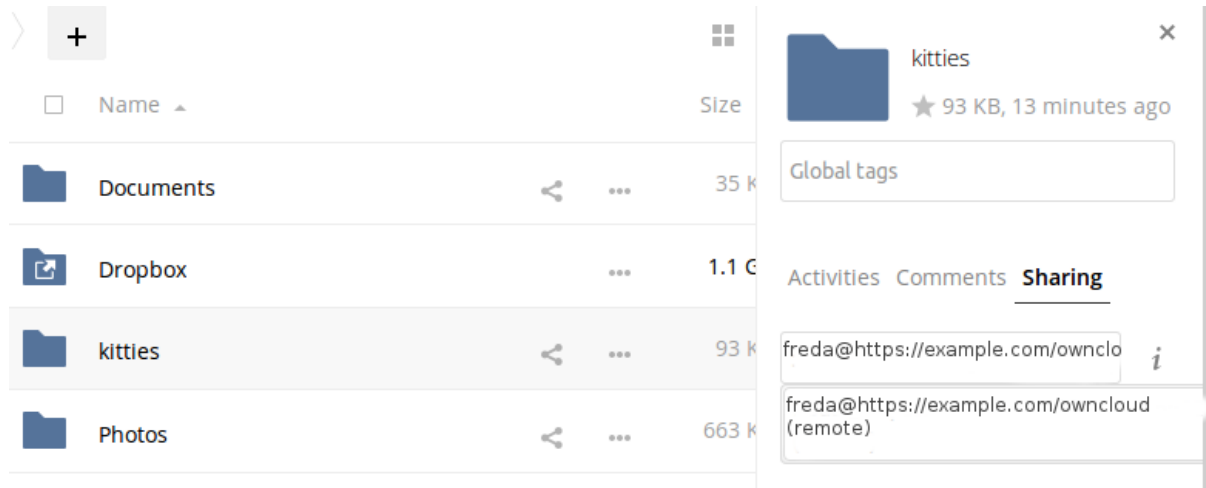 +
Name
Size
Documents
35 K
Dropbox
1.1 G
kitties
93 K
Photos
663 K
kitties
93 KB, 13 minutes ago
Global tags
Activities Comments Sharing
freda@https://example.com/ownclo
i
freda@https://example.com/owncloud
(remote)